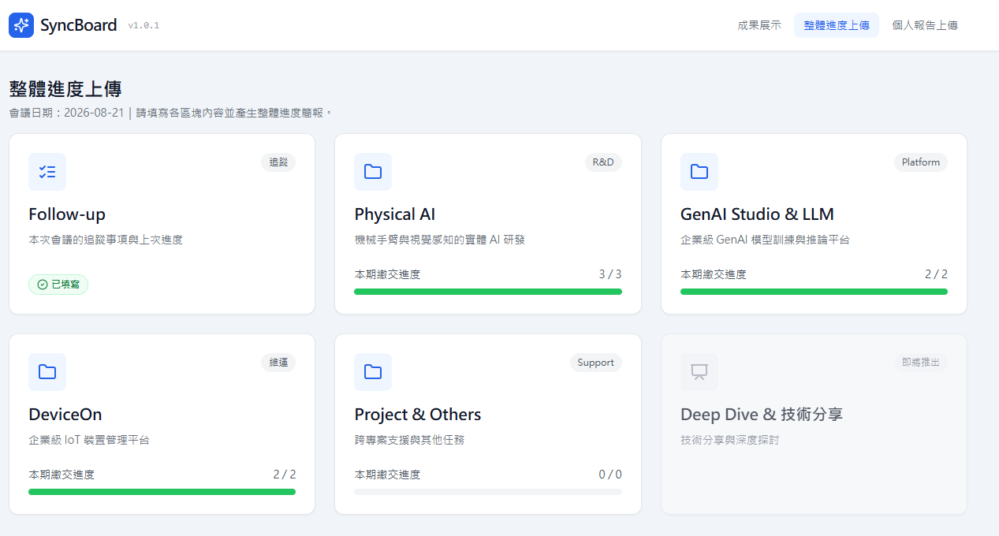 SyncBoard v1.0.1
成果展示 整體進度上傳 個人報告上傳
整體進度上傳
會議日期：2026-08-21 | 請填寫各區塊內容並產生整體進度簡報。
追蹤
Follow-up
本次會議的追蹤事項與上次進度
已填寫
R&D
Physical AI
機械手臂與視覺感知的實體 AI 研發
本期繳交進度 3 / 3
Platform
GenAI Studio & LLM
企業級 GenAI 模型訓練與推論平台
本期繳交進度 2 / 2
維運
DeviceOn
企業級 IoT 裝置管理平台
本期繳交進度 2 / 2
Support
Project & Others
跨專案支援與其他任務
本期繳交進度 0 / 0
即將推出
Deep Dive & 技術分享
技術分享與深度探討